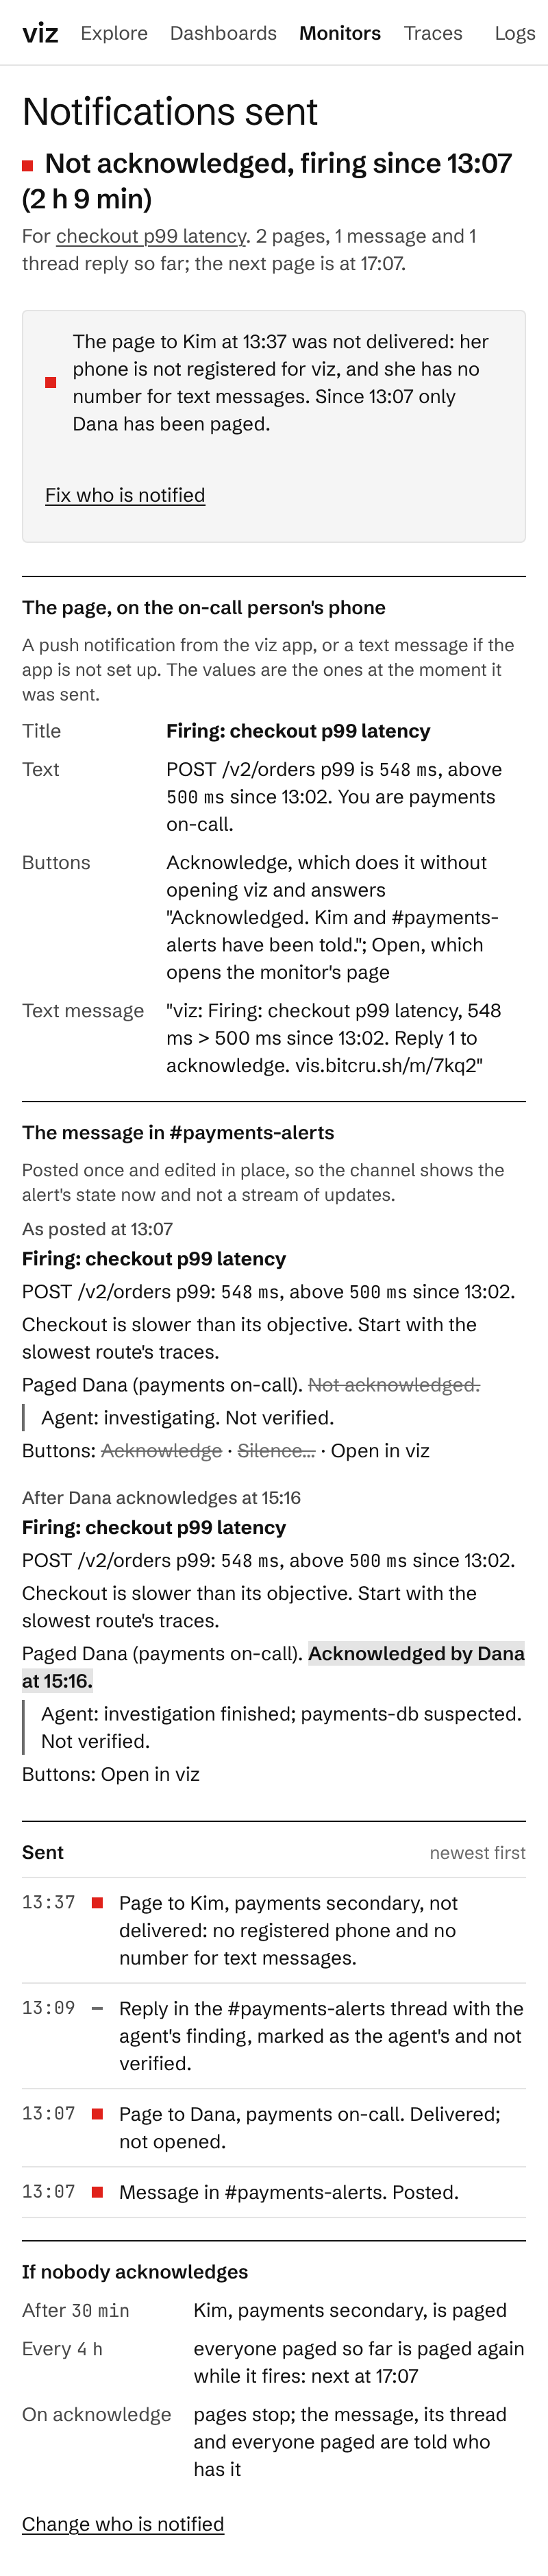 viz Explore Dashboards Monitors Traces Logs
Notifications sent
Not acknowledged, firing since 13:07
(2 h 9 min)
For checkout p99 latency. 2 pages, 1 message and 1
thread reply so far; the next page is at 17:07.
The page to Kim at 13:37 was not delivered: her
phone is not registered for viz, and she has no
number for text messages. Since 13:07 only
Dana has been paged.
Fix who is notified
The page, on the on-call person's phone
A push notification from the viz app, or a text message if the
app is not set up. The values are the ones at the moment it
was sent.
Title Firing: checkout p99 latency
Text POST /v2/orders p99 is 548 ms, above
500 ms since 13:02. You are payments
on-call.
Buttons Acknowledge, which does it without
opening viz and answers
"Acknowledged. Kim and #payments-
alerts have been told."; Open, which
opens the monitor's page
Text message "viz: Firing: checkout p99 latency, 548
ms > 500 ms since 13:02. Reply 1 to
acknowledge. vis.bitcru.sh/m/7kq2"
The message in #payments-alerts
Posted once and edited in place, so the channel shows the
alert's state now and not a stream of updates.
As posted at 13:07
Firing: checkout p99 latency
POST /v2/orders p99: 548 ms, above 500 ms since 13:02.
Checkout is slower than its objective. Start with the
slowest route's traces.
Paged Dana (payments on-call). Not acknowledged.
Agent: investigating. Not verified.
Buttons: Acknowledge · Silence... · Open in viz
After Dana acknowledges at 15:16
Firing: checkout p99 latency
POST /v2/orders p99: 548 ms, above 500 ms since 13:02.
Checkout is slower than its objective. Start with the
slowest route's traces.
Paged Dana (payments on-call). Acknowledged by Dana
at 15:16.
Agent: investigation finished; payments-db suspected.
Not verified.
Buttons: Open in viz
Sent newest first
13:37 Page to Kim, payments secondary, not
delivered: no registered phone and no
number for text messages.
13:09 Reply in the #payments-alerts thread with the
agent's finding, marked as the agent's and not
verified.
13:07 Page to Dana, payments on-call. Delivered;
not opened.
13:07 Message in #payments-alerts. Posted.
If nobody acknowledges
After 30 min Kim, payments secondary, is paged
Every 4 h everyone paged so far is paged again
while it fires: next at 17:07
On acknowledge pages stop; the message, its thread
and everyone paged are told who
has it
Change who is notified